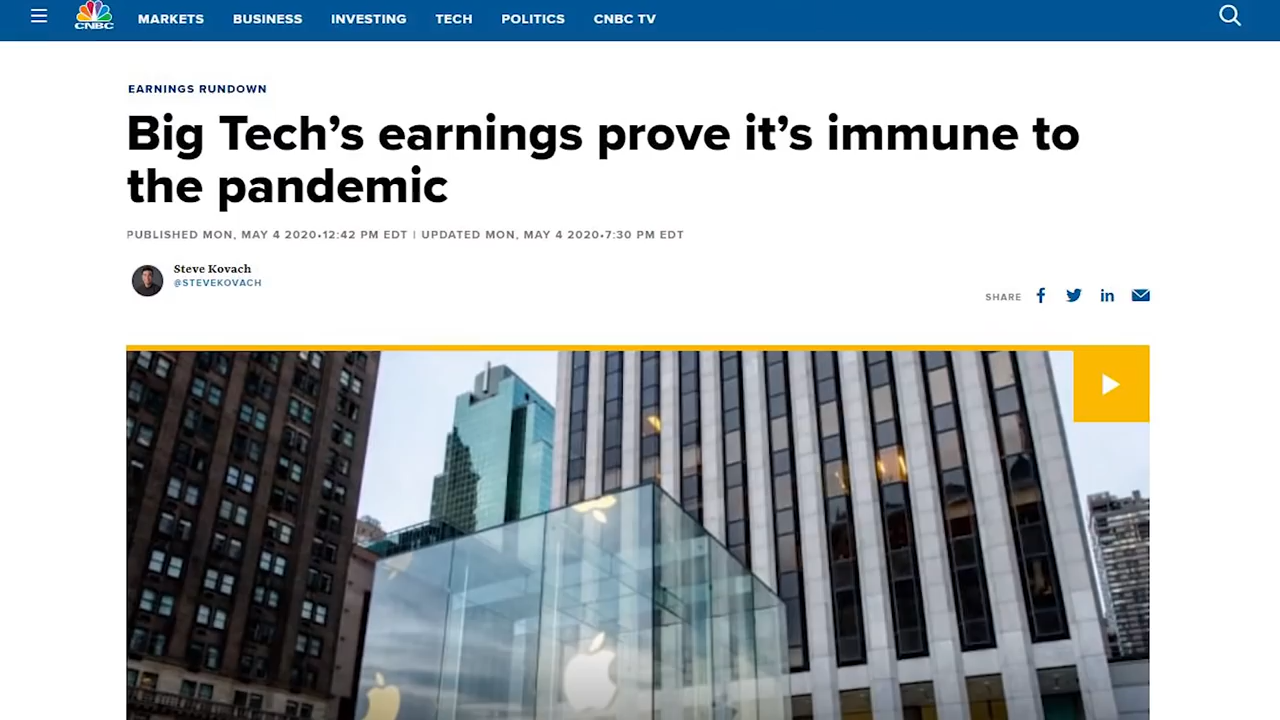 CNBC
MARKETS BUSINESS INVESTING TECH POLITICS CNBC TV
EARNINGS RUNDOWN
Big Tech’s earnings prove it’s immune to
the pandemic
PUBLISHED MON, MAY 4 2020•12:42 PM EDT | UPDATED MON, MAY 4 2020•7:30 PM EDT
Steve Kovach
@STEVEKOVACH
SHARE